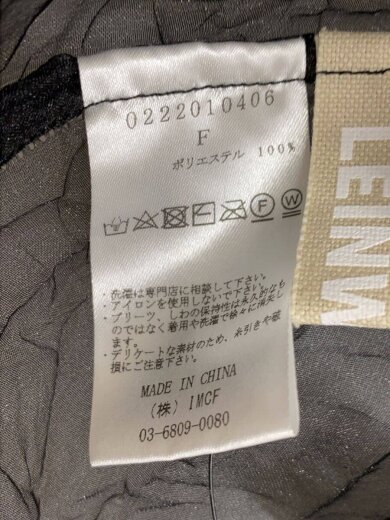 0222010406
F
ポリエステル 100%
・洗濯は専門店に相談して下さい。
・アイロンを使用しないで下さい。
・プリーツ、しわの保持性は永久的なも
のではなく着用や洗濯で徐々に消失し
ます。
・デリケートな素材のため、糸引きや破
損にご注意下さい。
MADE IN CHINA
(株) IMCF
03-6809-0080
LEINW